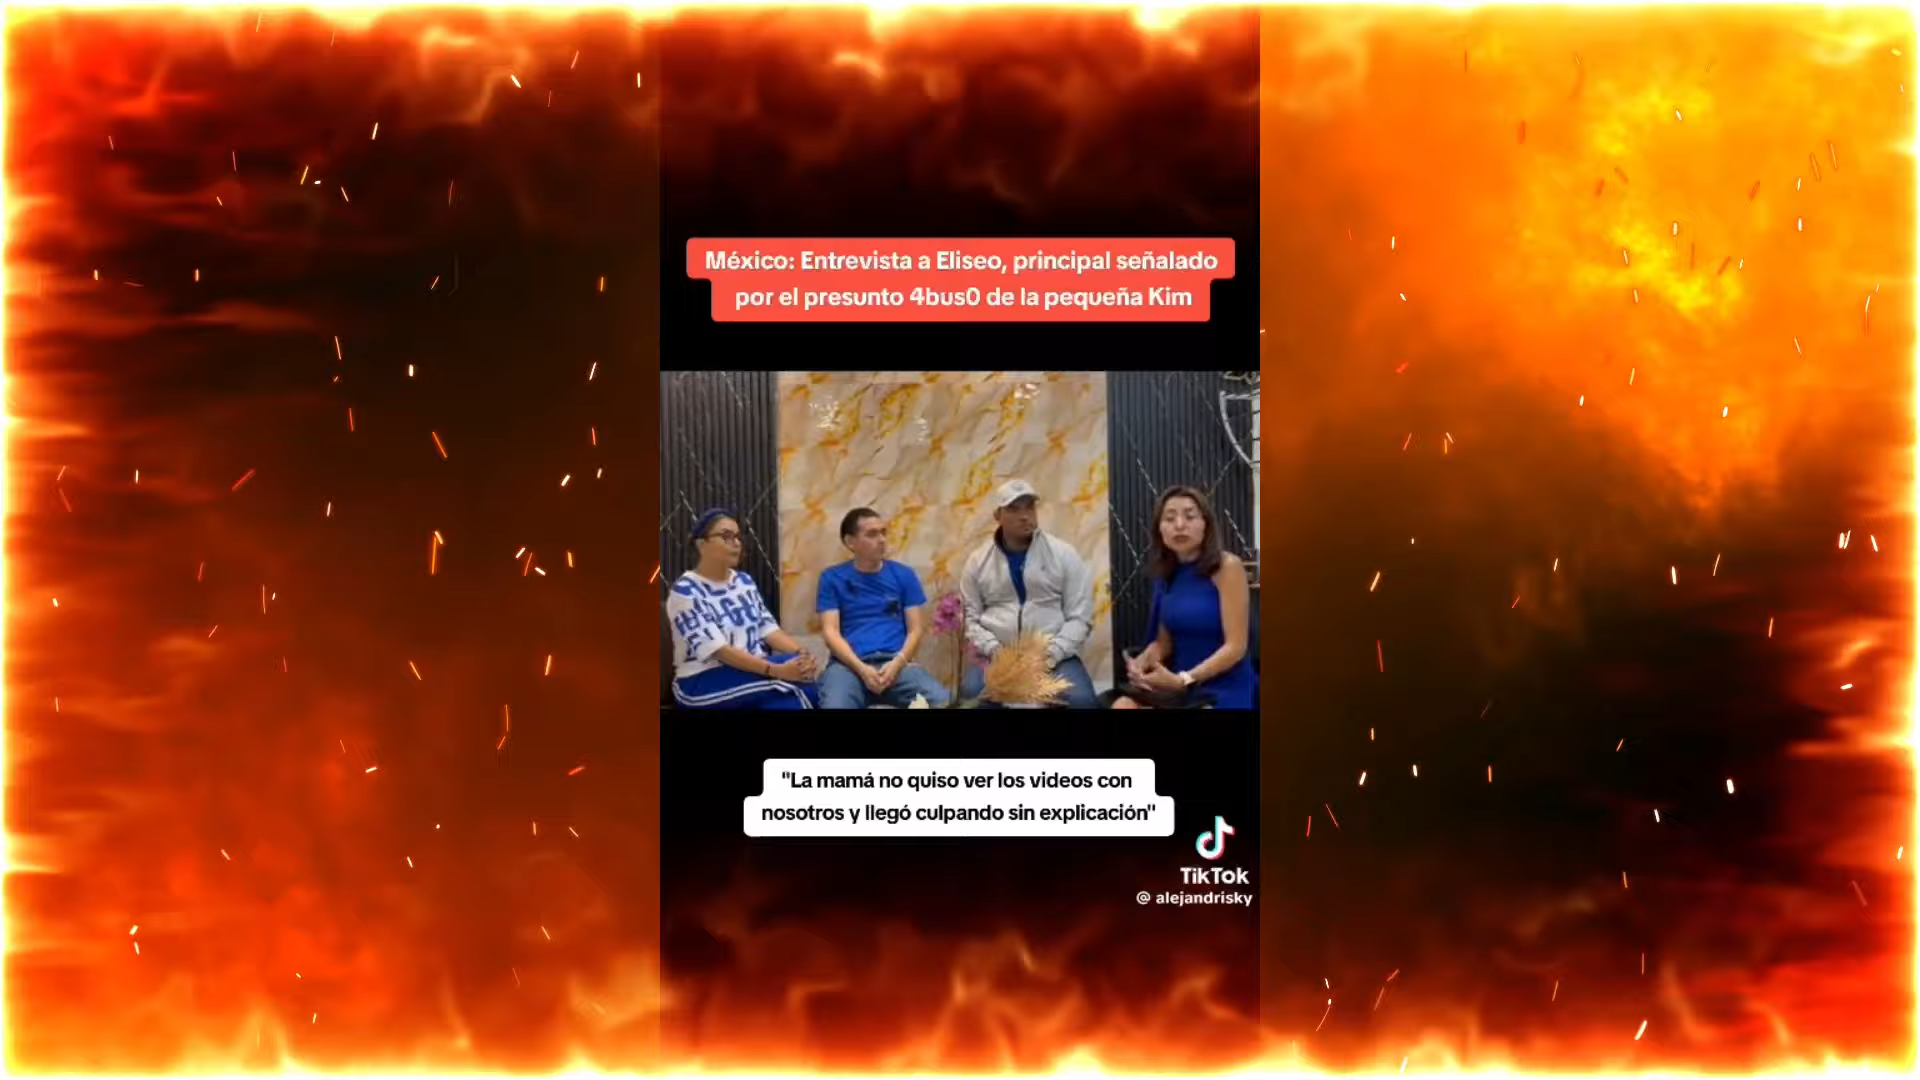 México: Entrevista a Eliseo, principal señalado
por el presunto 4bus0 de la pequeña Kim
"La mamá no quiso ver los videos con
nosotros y llegó culpando sin explicación"
TikTok
@ alejandrisky